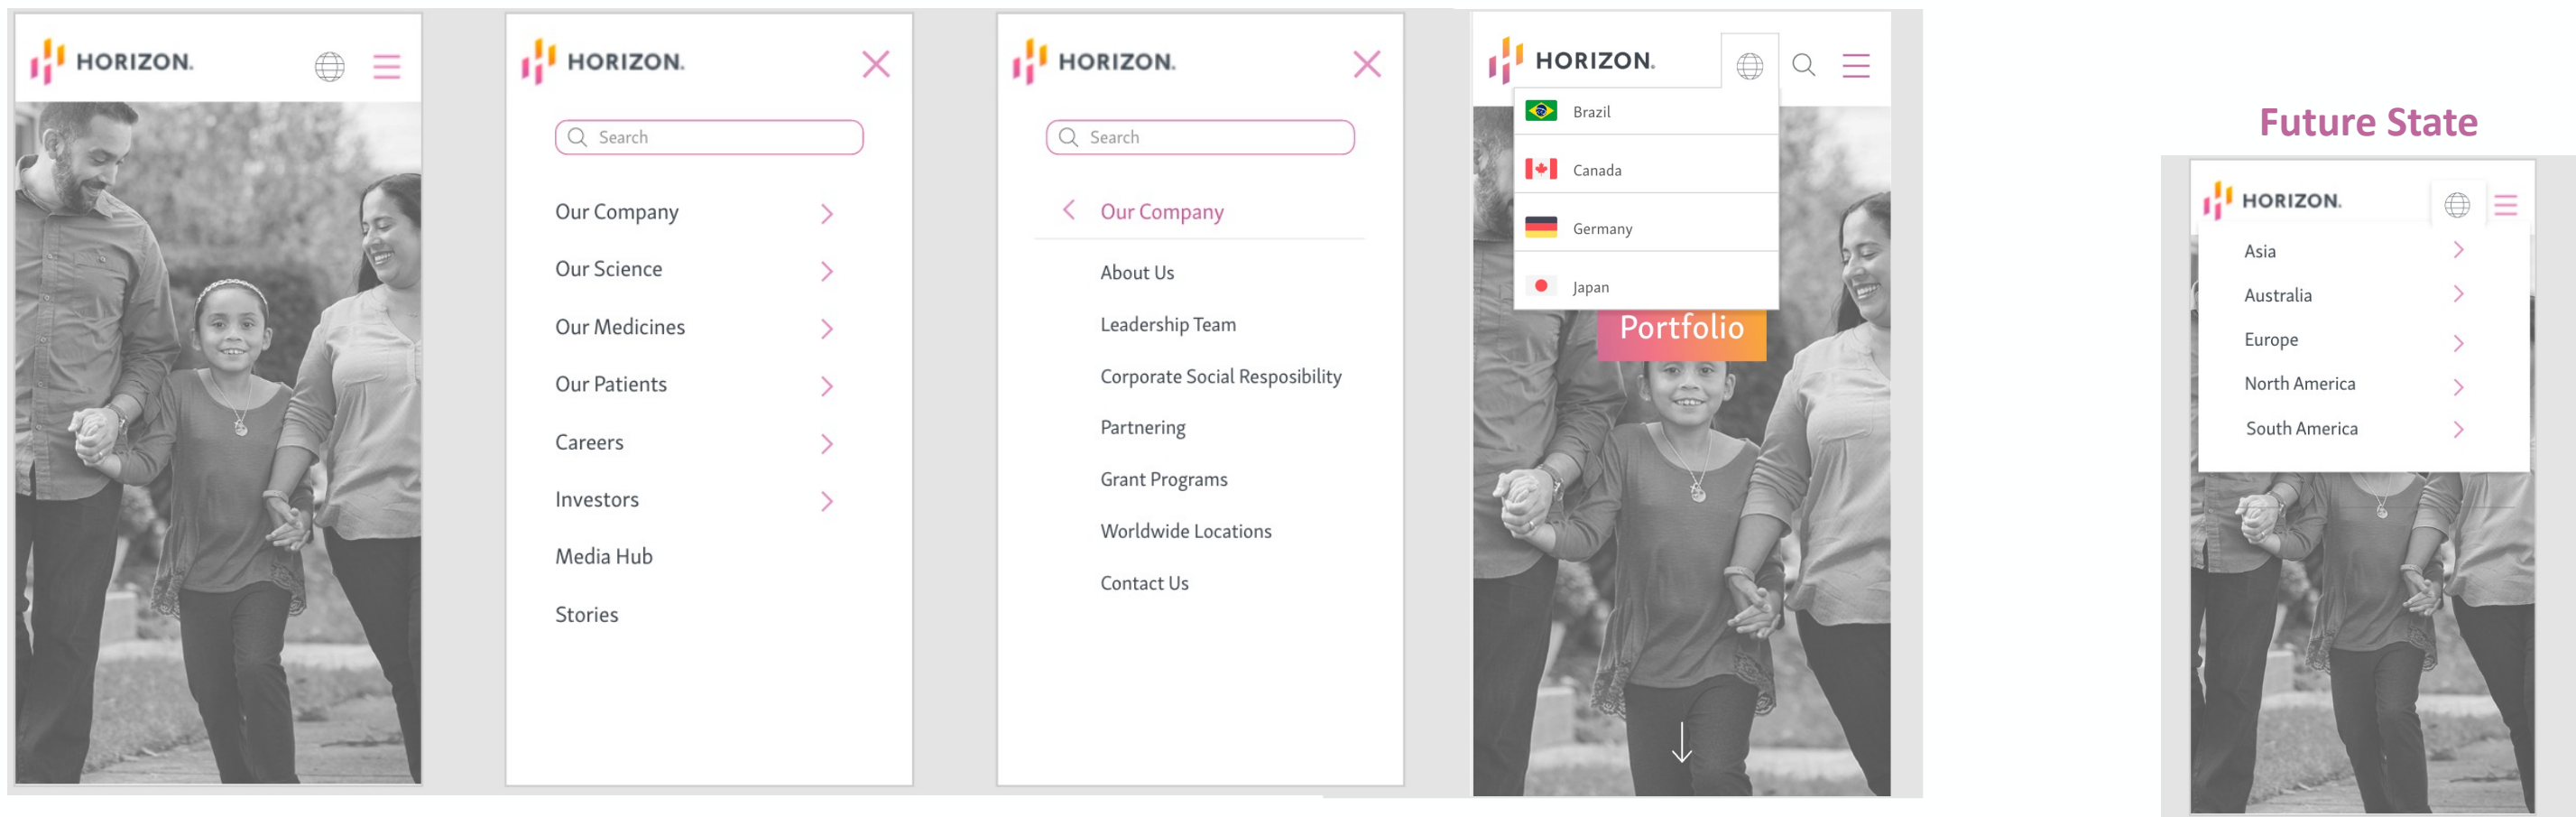 HORIZON.
HORIZON.
Search
Our Company
Our Science
Our Medicines
Our Patients
Careers
Investors
Media Hub
Stories
HORIZON.
Search
Our Company
About Us
Leadership Team
Corporate Social Resposibility
Partnering
Grant Programs
Worldwide Locations
Contact Us
HORIZON.
Brazil
Canada
Germany
Japan
Portfolio
Future State
HORIZON.
Asia
Australia
Europe
North America
South America